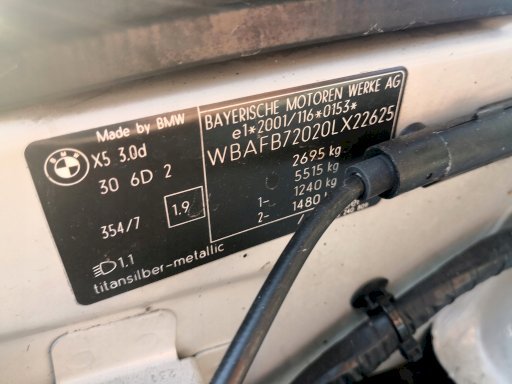 Made by BMW
X5 3.0d
30 6D 2
354/7
1.9
1.1
titansilber-metallic
BAYERISCHE MOTOREN WERKE AG
e1*2001/116*0153*
WBAFB72020LX22625
2695 kg
5515 kg
1- 1240 kg
2- 1480